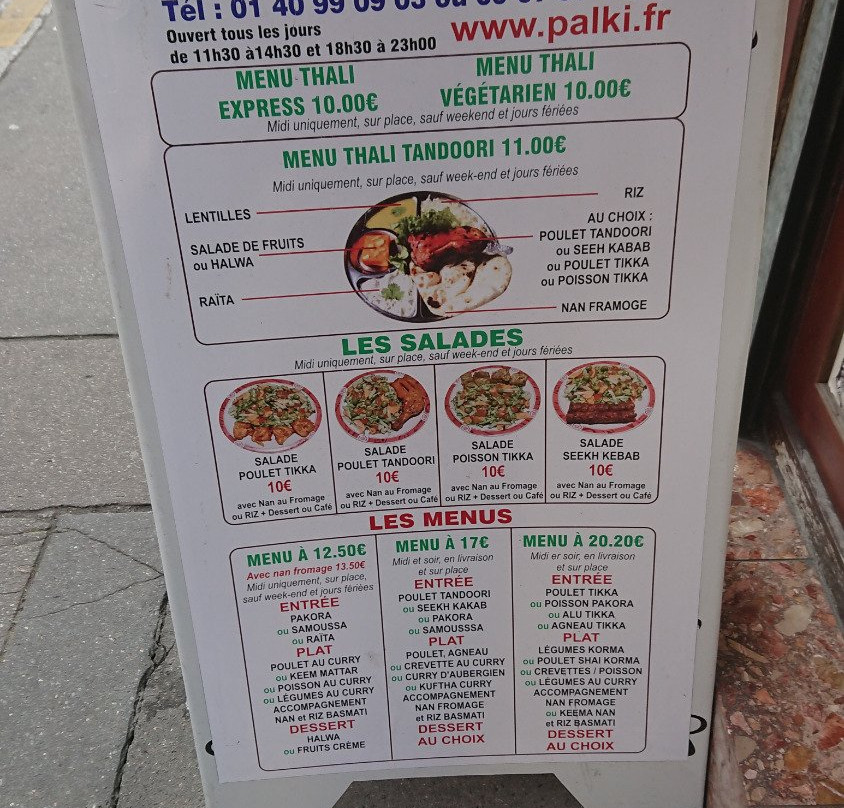 Tél : 01 40 99 09 03
Ouvert tous les jours
de 11h30 à14h30 et 18h30 à 23h00
www.palki.fr
MENU THALI
EXPRESS 10.00€
MENU THALI
VÉGÉTARIEN 10.00€
Midi uniquement, sur place, sauf weekend et jours fériées
MENU THALI TANDOORI 11.00€
Midi uniquement, sur place, sauf week-end et jours fériées
LENTILLES
SALADE DE FRUITS
ou HALWA
RAÏTA
RIZ
AU CHOIX :
POULET TANDOORI
ou SEEH KABAB
ou POULET TIKKA
ou POISSON TIKKA
NAN FRAMOGE
LES SALADES
Midi uniquement, sur place, sauf week-end et jours fériées
SALADE
POULET TIKKA
10€
avec Nan au Fromage
ou RIZ + Dessert ou Café
SALADE
POULET TANDOORI
10€
avec Nan au Fromage
ou RIZ + Dessert ou Café
SALADE
POISSON TIKKA
10€
avec Nan au Fromage
ou RIZ + Dessert ou Café
SALADE
SEEKH KEBAB
10€
avec Nan au Fromage
ou RIZ + Dessert ou Café
LES MENUS
MENU À 12.50€
Avec nan fromage 13.50€
Midi uniquement, sur place,
sauf week-end et jours fériées
ENTRÉE
PAKORA
ou SAMOUSSA
ou RAÏTA
PLAT
POULET AU CURRY
ou KEEM MATTAR
ou POISSON AU CURRY
ou LÉGUMES AU CURRY
ACCOMPAGNEMENT
NAN et RIZ BASMATI
DESSERT
HALWA
ou FRUITS CRÈME
MENU À 17€
Midi et soir, en livraison
et sur place
ENTRÉE
POULET TANDOORI
ou SEEKH KAKAB
ou PAKORA
ou SAMOUSSSA
PLAT
POULET, AGNEAU
ou CREVETTE AU CURRY
ou CURRY D'AUBERGIEN
ou KUFTHA CURRY
ACCOMPAGNEMENT
NAN FROMAGE
et RIZ BASMATI
DESSERT
AU CHOIX
MENU À 20.20€
Midi er soir, en livraison
et sur place
ENTRÉE
POULET TIKKA
ou POISSON PAKORA
ou ALU TIKKA
ou AGNEAU TIKKA
PLAT
LÉGUMES KORMA
ou POULET SHAI KORMA
ou CREVETTES / POISSON
ou LÉGUMES AU CURRY
ACCOMPAGNEMENT
NAN FROMAGE
ou KEEMA NAN
et RIZ BASMATI
DESSERT
AU CHOIX